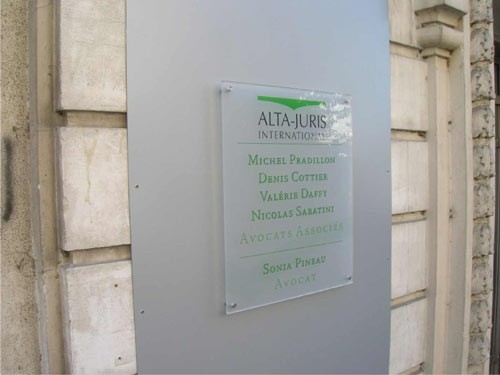 ALTA-JURIS
INTERNATIONAL
MICHEL PRADILLON
DENIS COTTIER
VALÉRIE DAFFY
NICOLAS SABATINI
AVOCATS ASSOCIÉS
SONIA PINEAU
AVOCAT